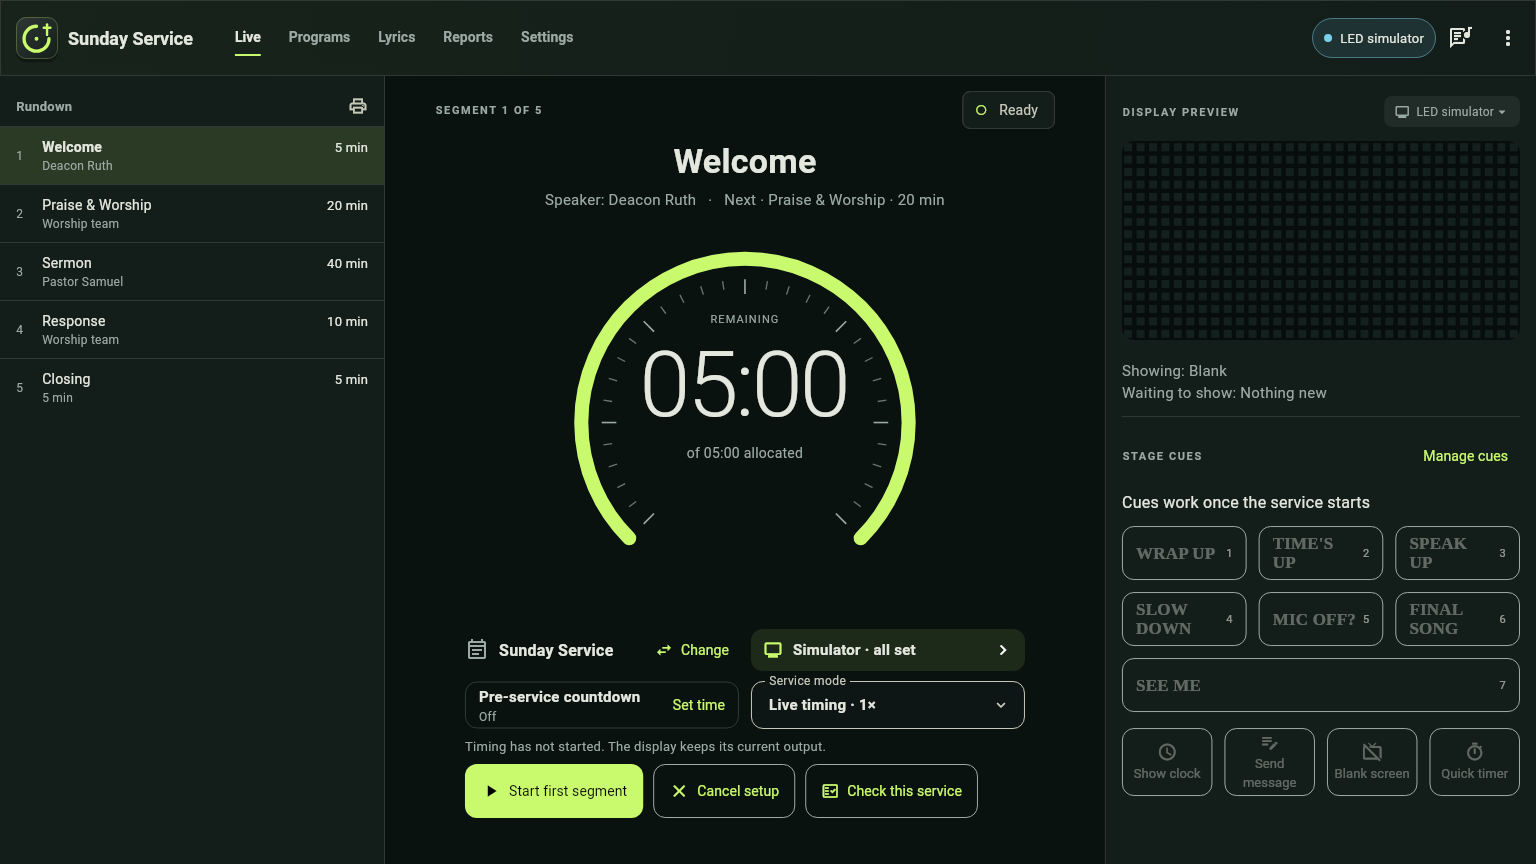 Sunday Service
Live
Programs
Lyrics
Reports
Settings
LED simulator
Rundown
1
Welcome
5 min
Deacon Ruth
2
Praise & Worship
20 min
Worship team
3
Sermon
40 min
Pastor Samuel
4
Response
10 min
Worship team
5
Closing
5 min
5 min
SEGMENT 1 OF 5
Ready
Welcome
Speaker: Deacon Ruth · Next · Praise & Worship · 20 min
REMAINING
05:00
of 05:00 allocated
Sunday Service
Change
Simulator · all set
Pre-service countdown
Off
Set time
Service mode
Live timing · 1×
Timing has not started. The display keeps its current output.
Start first segment
Cancel setup
Check this service
DISPLAY PREVIEW
LED simulator
Showing: Blank
Waiting to show: Nothing new
STAGE CUES
Manage cues
Cues work once the service starts
WRAP UP 1
TIME'S
UP
2
SPEAK
UP
3
SLOW
DOWN
4
MIC OFF? 5
FINAL
SONG
6
SEE ME
7
Show clock
Send
message
Blank screen
Quick timer